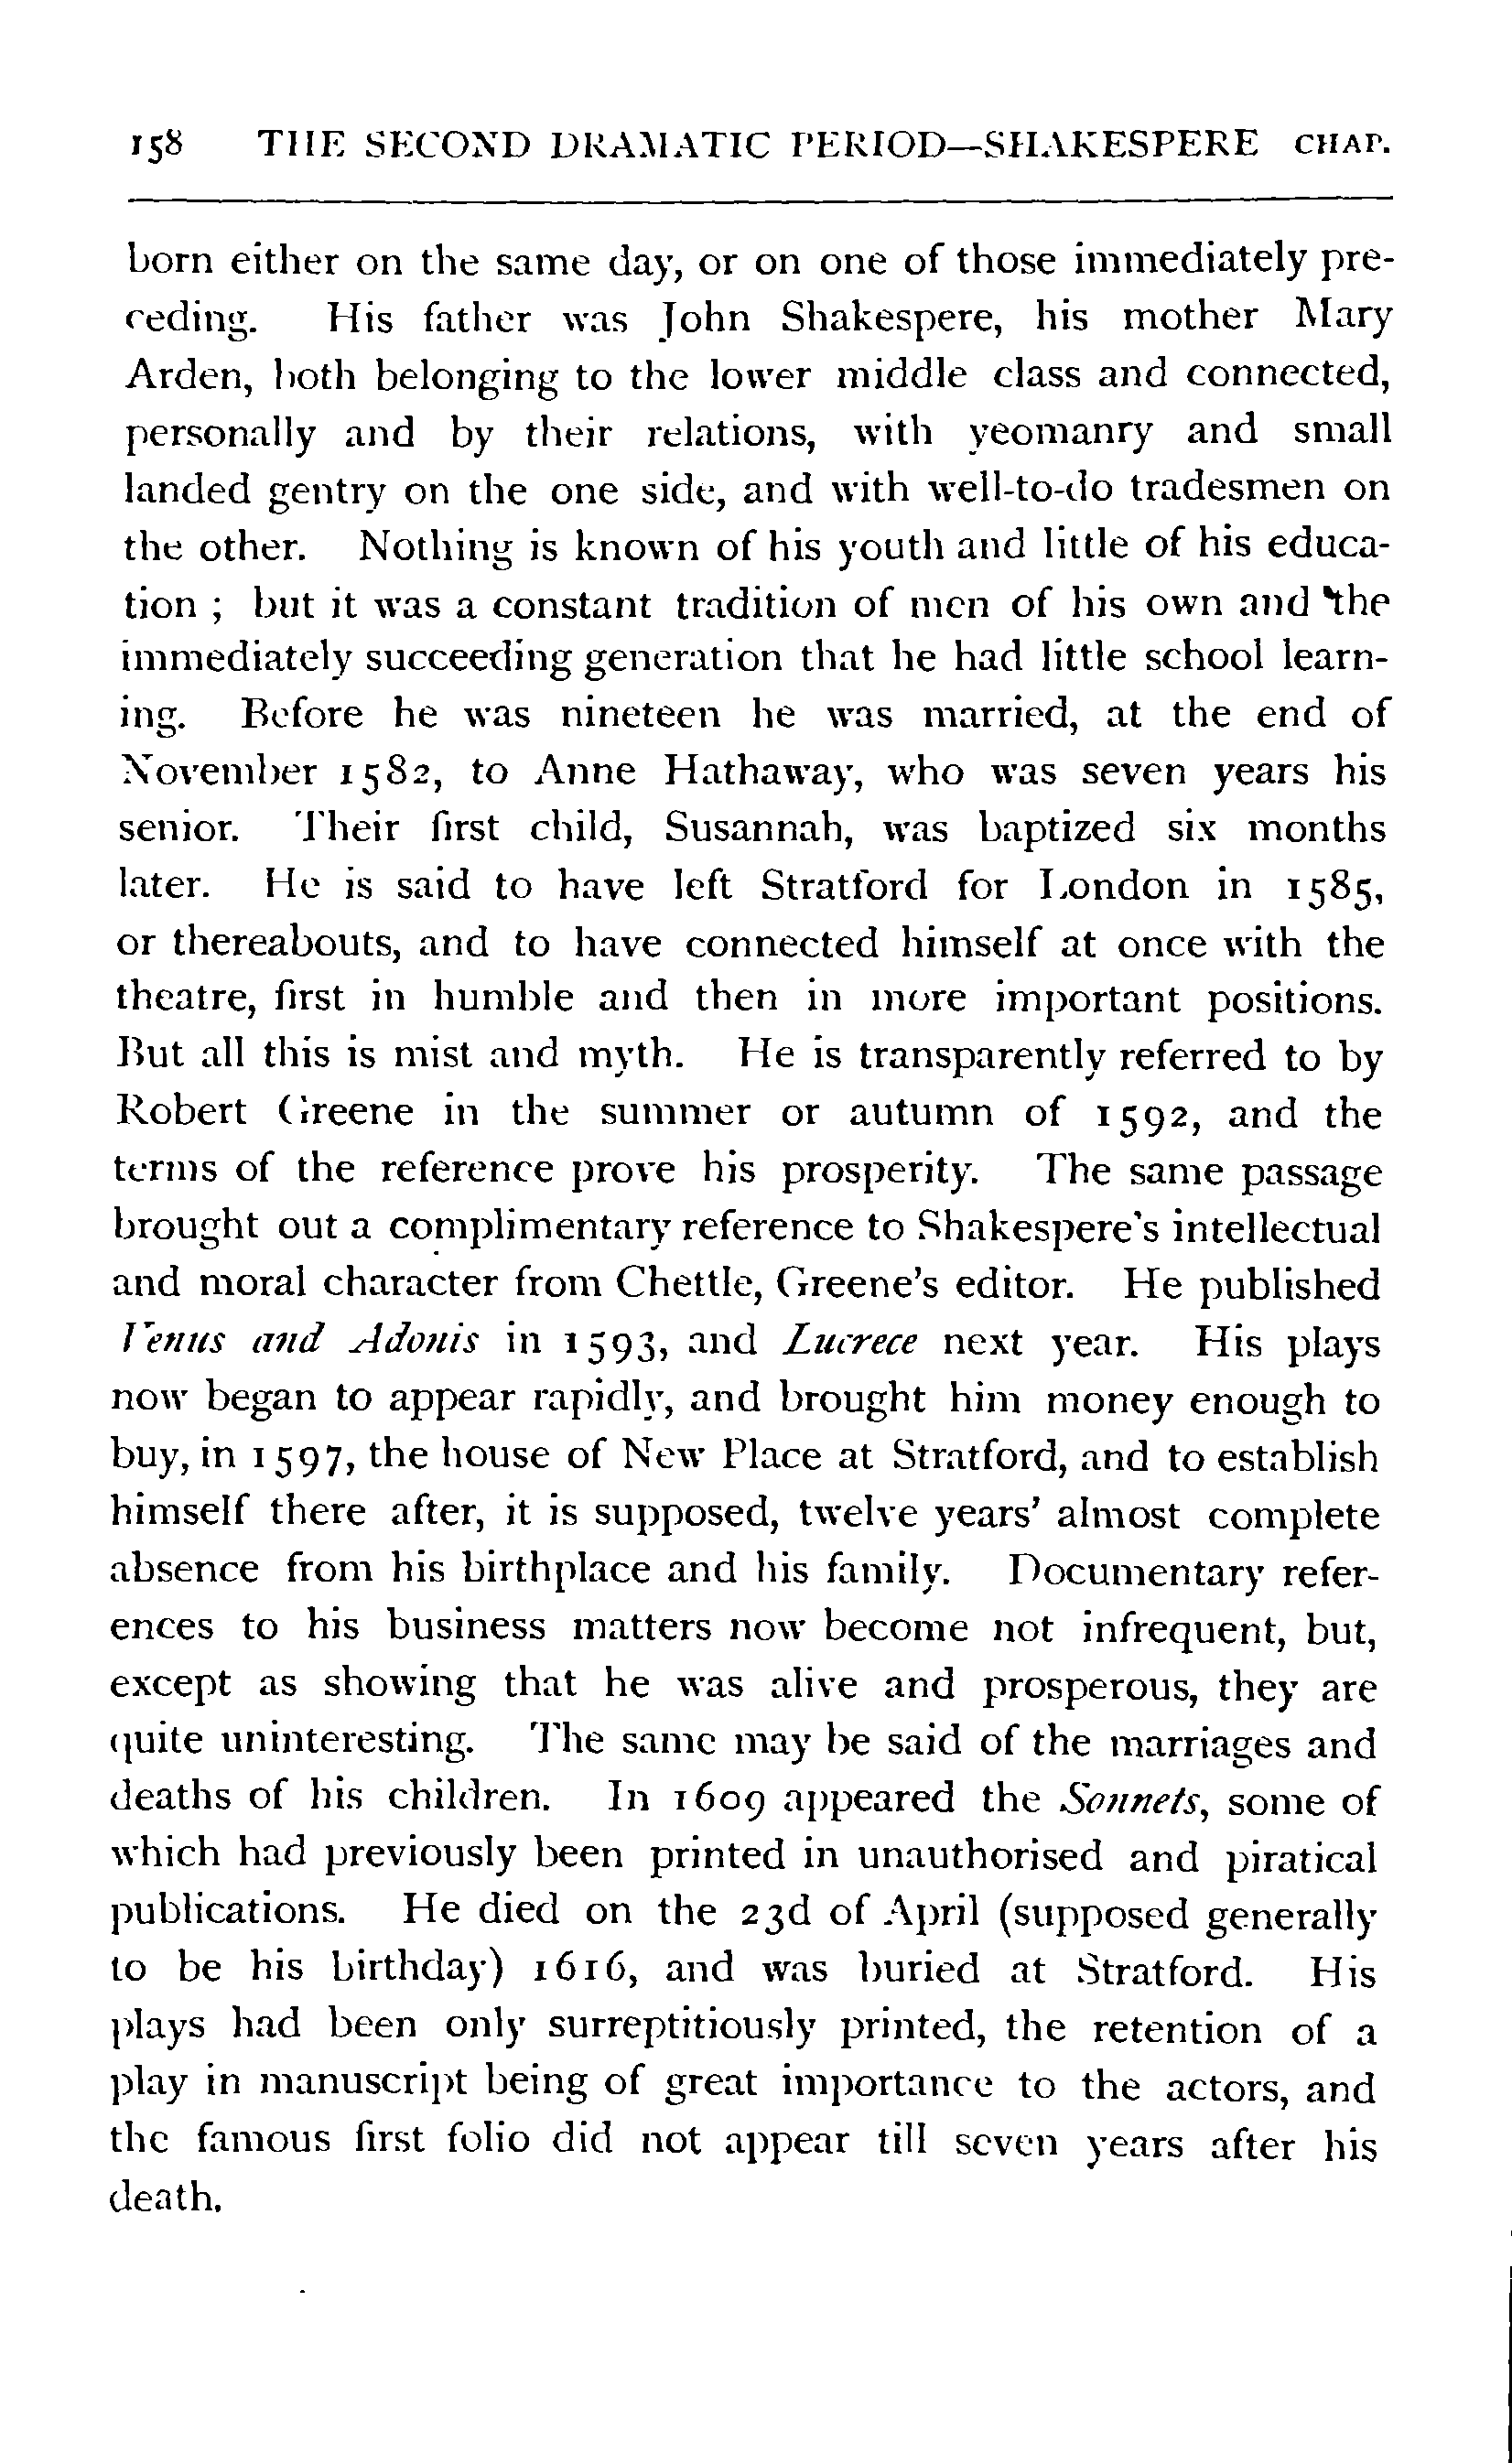 158 THE SECOND DRAMATIC PERIOD—SHAKESPERE CHAP.
born either on the same day, or on one of those immediately pre-
ceding. His father was John Shakespere, his mother Mary
Arden, both belonging to the lower middle class and connected,
personally and by their relations, with yeomanry and small
landed gentry on the one side, and with well-to-do tradesmen on
the other. Nothing is known of his youth and little of his educa-
tion ; but it was a constant tradition of men of his own and the
immediately succeeding generation that he had little school learn-
ing. Before he was nineteen he was married, at the end of
November 1582, to Anne Hathaway, who was seven years his
senior. Their first child, Susannah, was baptized six months
later. He is said to have left Stratford for London in 1585,
or thereabouts, and to have connected himself at once with the
theatre, first in humble and then in more important positions.
But all this is mist and myth. He is transparently referred to by
Robert Greene in the summer or autumn of 1592, and the
terms of the reference prove his prosperity. The same passage
brought out a complimentary reference to Shakespere's intellectual
and moral character from Chettle, Greene's editor. He published
Venus and Adonis in 1593, and Lucrece next year. His plays
now began to appear rapidly, and brought him money enough to
buy, in 1597, the house of New Place at Stratford, and to establish
himself there after, it is supposed, twelve years' almost complete
absence from his birthplace and his family. Documentary refer-
ences to his business matters now become not infrequent, but,
except as showing that he was alive and prosperous, they are
quite uninteresting. The same may be said of the marriages and
deaths of his children. In 1609 appeared the Sonnets, some of
which had previously been printed in unauthorised and piratical
publications. He died on the 23d of April (supposed generally
to be his birthday) 1616, and was buried at Stratford. His
plays had been only surreptitiously printed, the retention of a
play in manuscript being of great importance to the actors, and
the famous first folio did not appear till seven years after his
death.